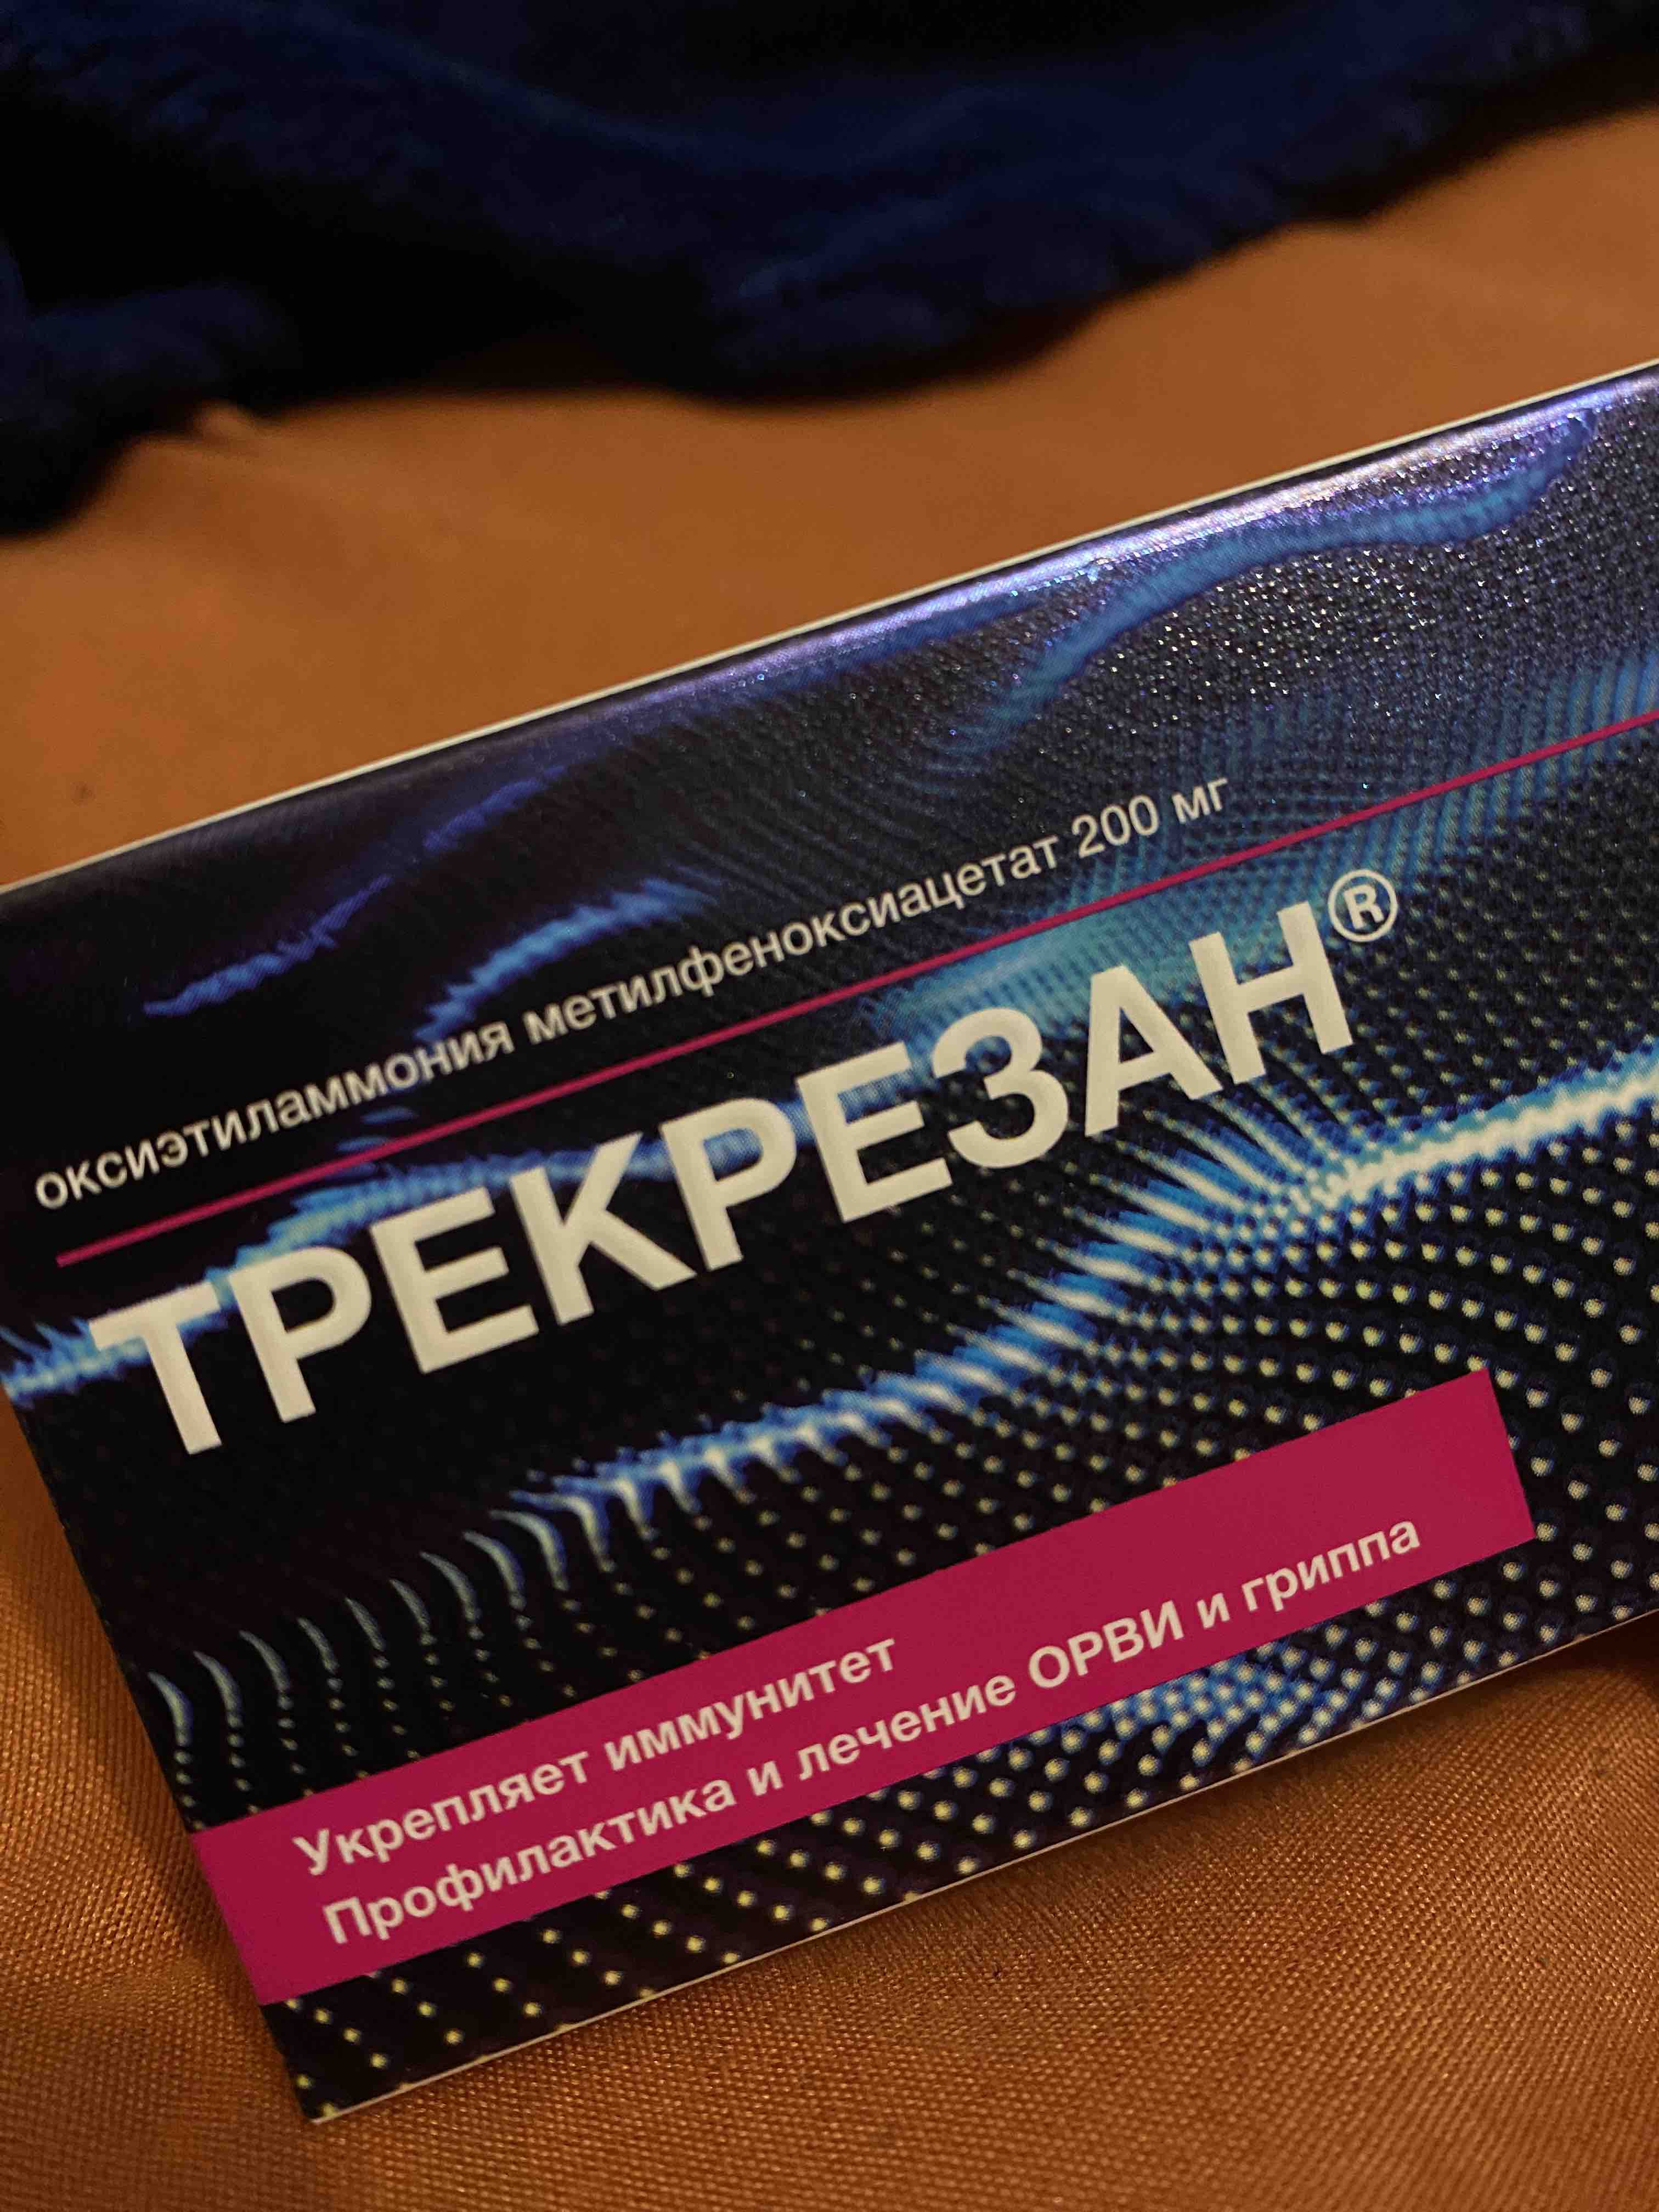 оксиэтиламмония метилфеноксиацетат 200 мг
ТРЕКРЕЗАН®
Укрепляет иммунитет
Профилактика и лечение ОРВИ и гриппа